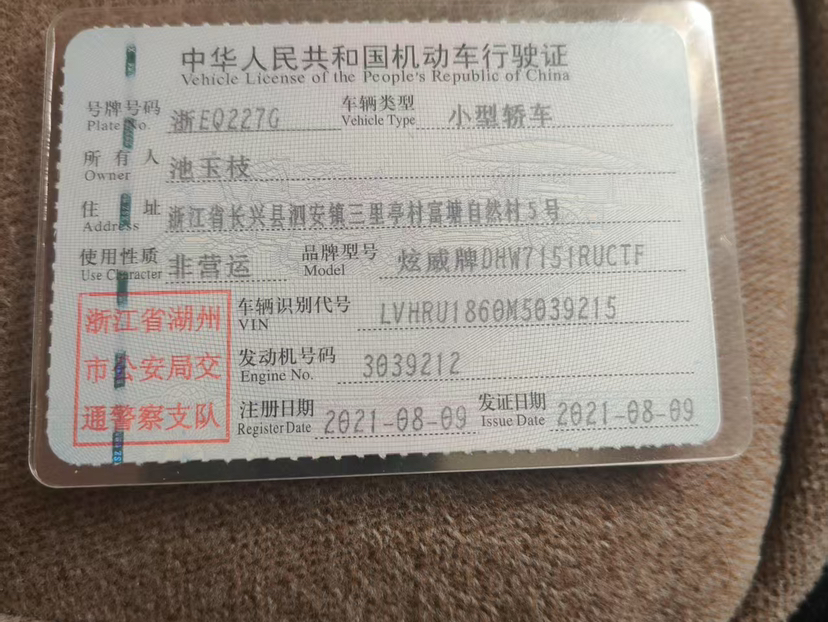 中华人民共和国机动车行驶证
Vehicle License of the People's Republic of China
号牌号码 浙EQ227G 车辆类型 小型轿车
Plate No. Vehicle Type
所有人 池玉枝
Owner
住址 浙江省长兴县泗安镇三里亭村富塘自然村5号
Address
使用性质 非营运 品牌型号 炫威牌DHW7151RUCTF
Use Character Model
浙江省湖州
市公安局交
通警察支队
车辆识别代号 LVHRU1860M5039215
VIN
发动机号码 3039212
Engine No.
注册日期 2021-08-09 发证日期 2021-08-09
Register Date Issue Date